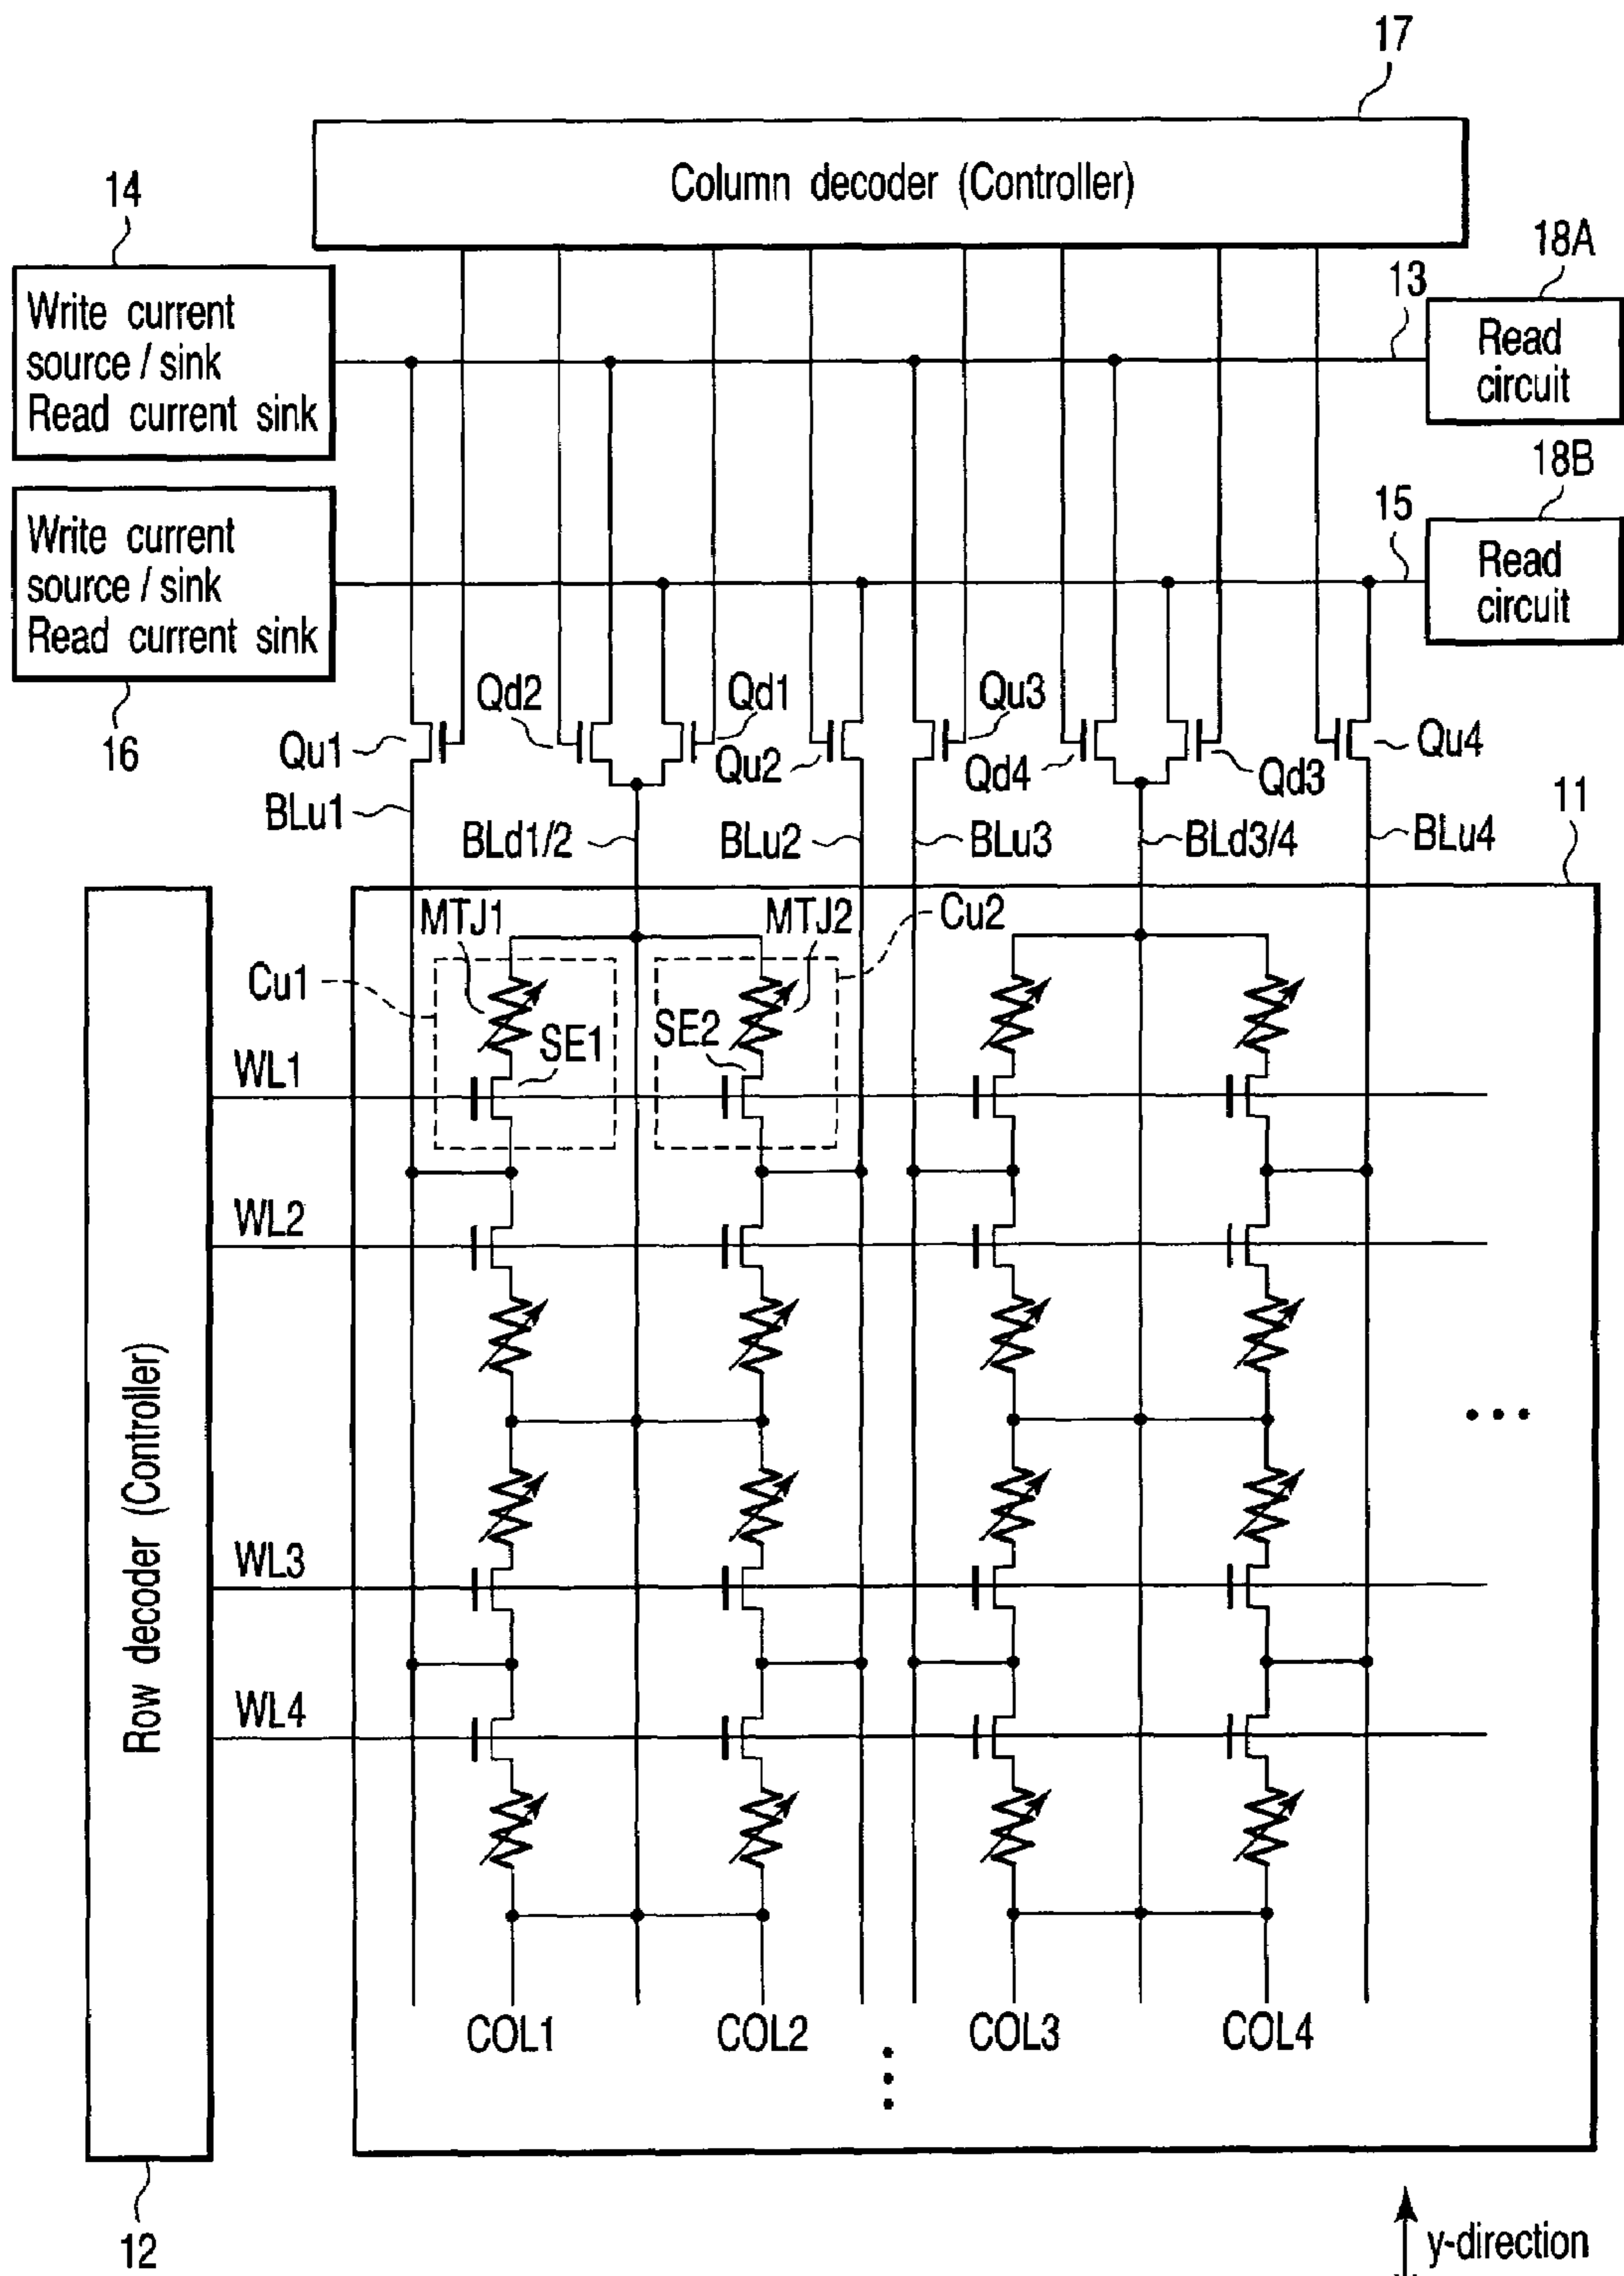 17
Column decoder (Controller)
14
18A
13
Write current
source / sink
Read current sink
Read
circuit
18B
15
Write current
source / sink
Read current sink
Read
circuit
16
Qu1
Qd2
Qd1
Qu2
Qu3
Qd4
Qd3
Qu4
BLu1
BLd1/2
BLu2
BLu3
BLd3/4
BLu4
11
MTJ1
MTJ2
Cu2
Cu1
SE1
SE2
WL1
WL2
Row decoder (Controller)
WL3
WL4
COL1
COL2
COL3
COL4
12
y-direction